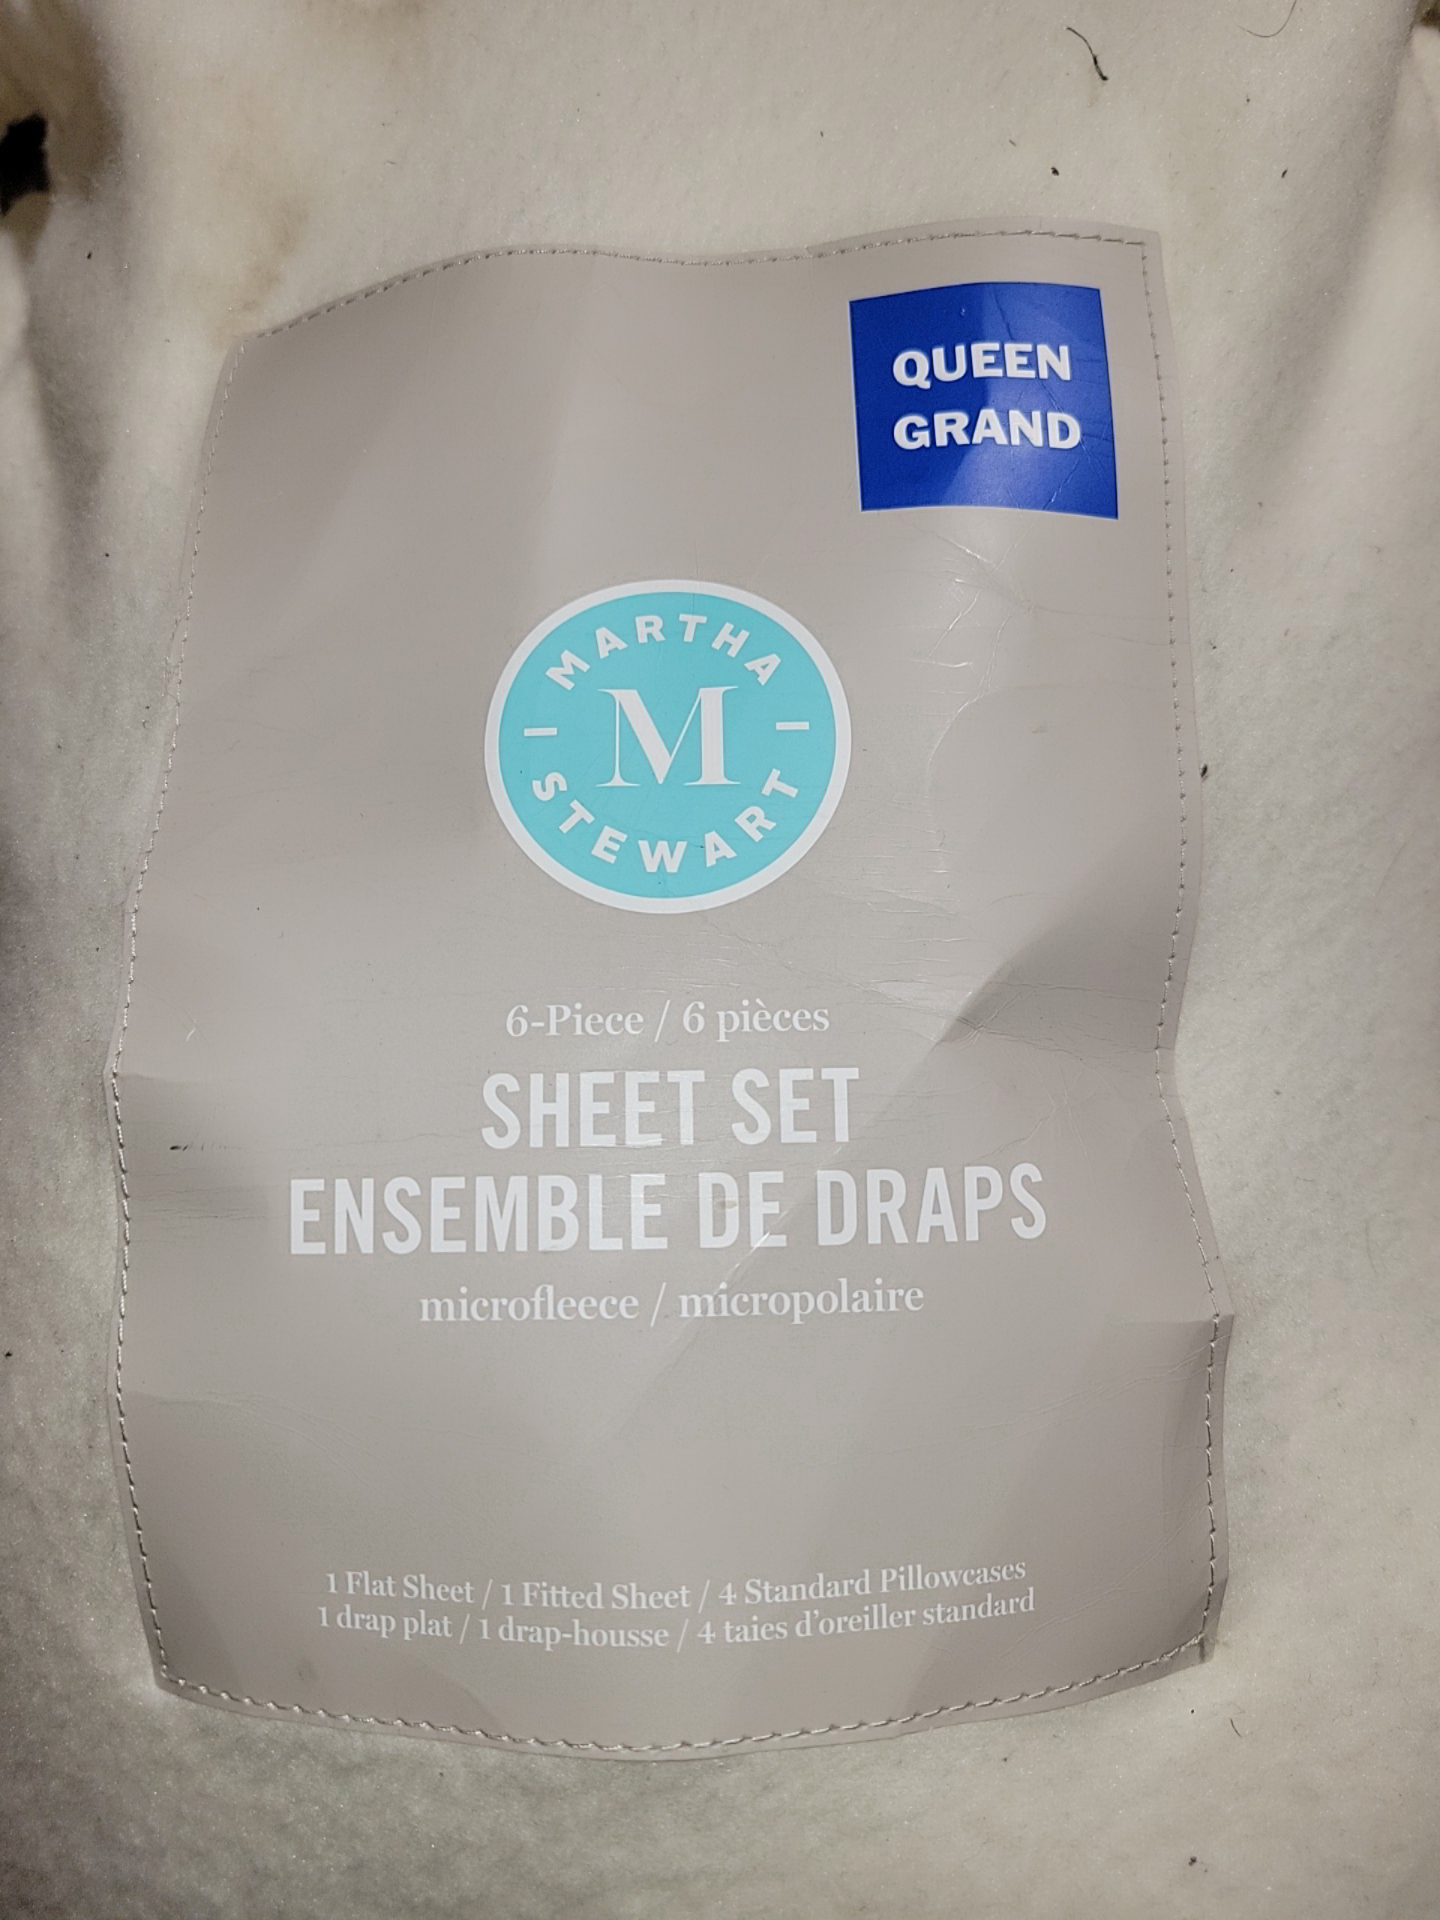 QUEEN
GRAND
MARTHA
M
STEWART
6-Piece / 6 pièces
SHEET SET
ENSEMBLE DE DRAPS
microfleece / micropolaire
1 Flat Sheet / 1 Fitted Sheet / 4 Standard Pillowcases
1 drap plat / 1 drap-housse / 4 taies d'oreiller standard